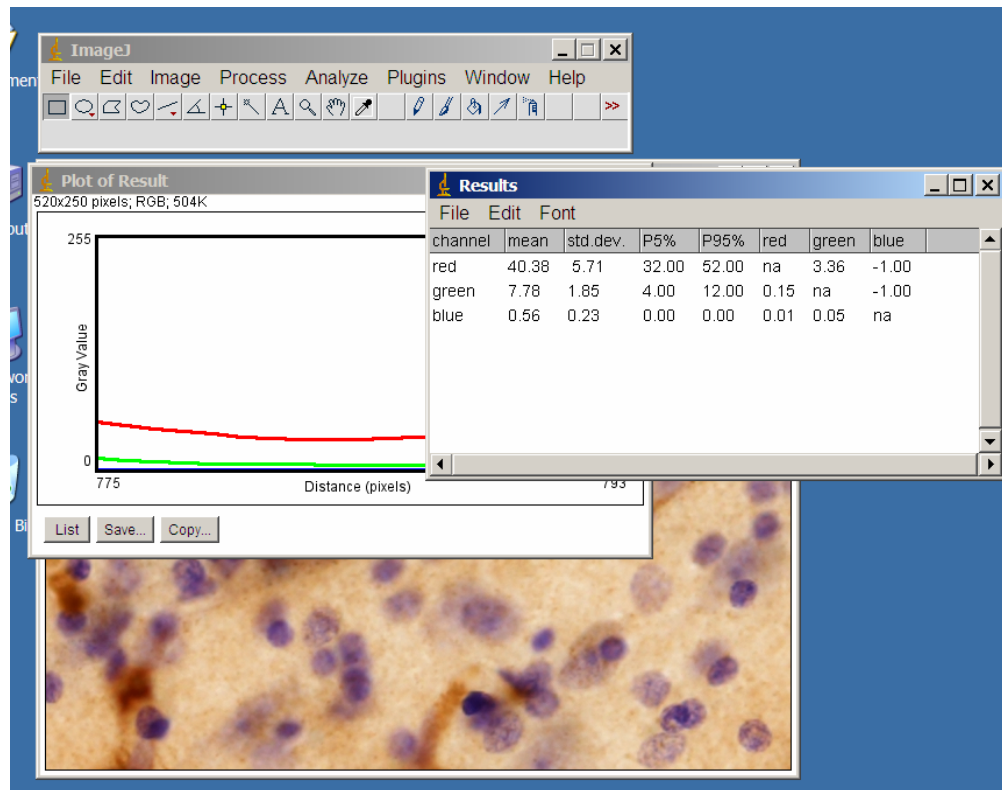 ImageJ
File Edit Image Process Analyze Plugins Window Help
A
>>
Plot of Result
520x250 pixels; RGB; 504K
255
Gray Value
0
775 Distance (pixels) 793
List Save... Copy...
Results
File Edit Font
channel mean std.dev. P5% P95% red green blue
red 40.38 5.71 32.00 52.00 na 3.36 -1.00
green 7.78 1.85 4.00 12.00 0.15 na -1.00
blue 0.56 0.23 0.00 0.00 0.01 0.05 na